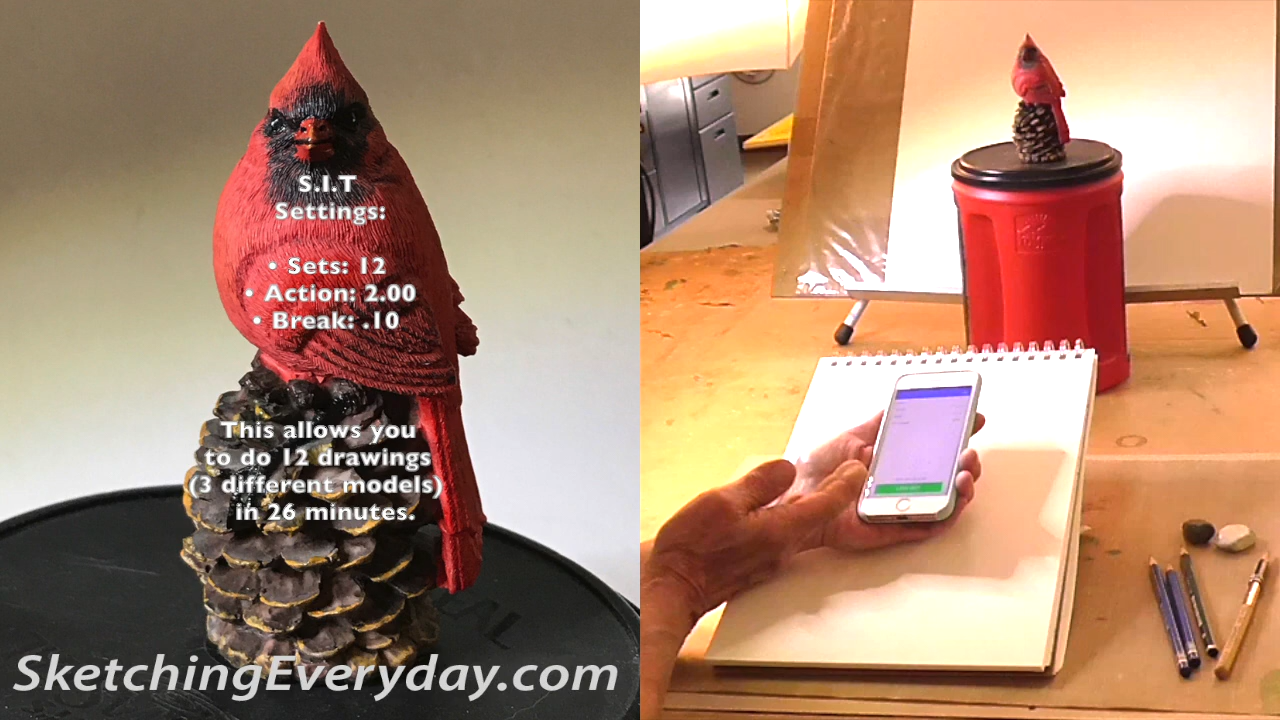 S.I.T
Settings:
• Sets: 12
• Action: 2.00
• Break: .10
This allows you
to do 12 drawings
(3 different models)
in 26 minutes.
SketchingEveryday.com